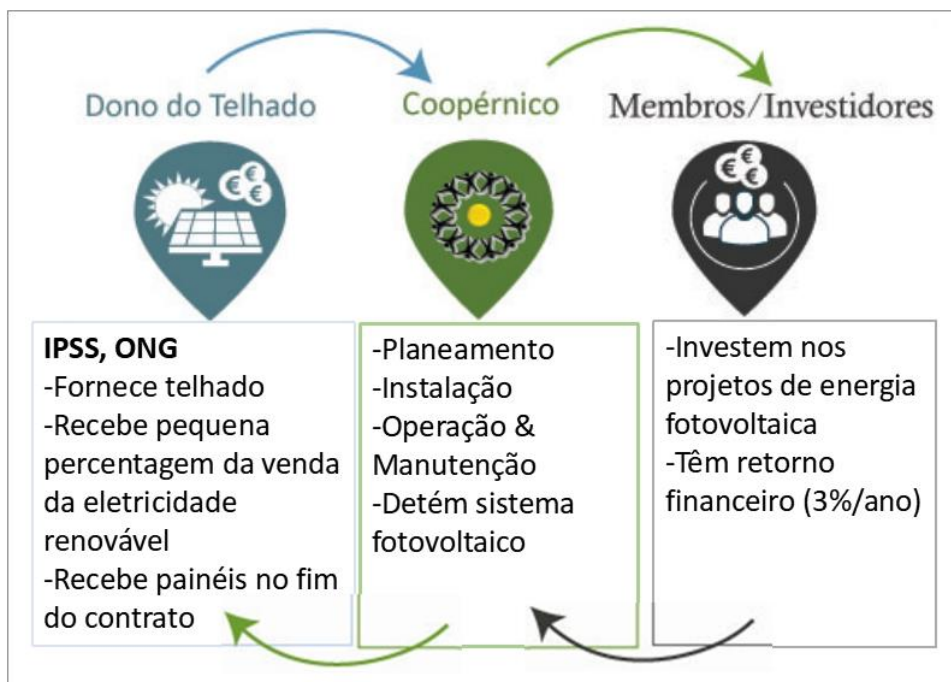 Dono do Telhado
Coopérnico
Membros/Investidores
IPSS, ONG
-Fornece telhado
-Recebe pequena
percentagem da venda
da eletricidade
renovável
-Recebe painéis no fim
do contrato
-Planeamento
-Instalação
-Operação &
Manutenção
-Detém sistema
fotovoltaico
-Investem nos
projetos de energia
fotovoltaica
-Têm retorno
financeiro (3%/ano)